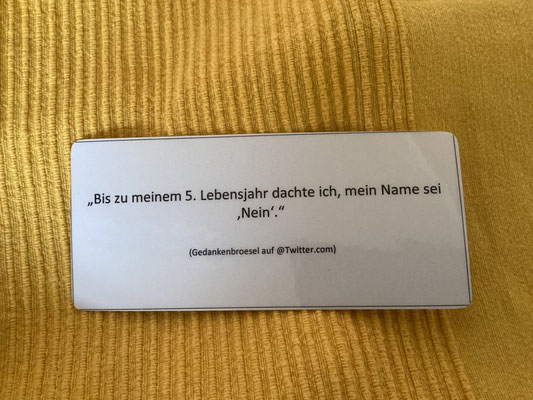 „Bis zu meinem 5. Lebensjahr dachte ich, mein Name sei
‚Nein‘.“
(Gedankenbroesel auf @Twitter.com)